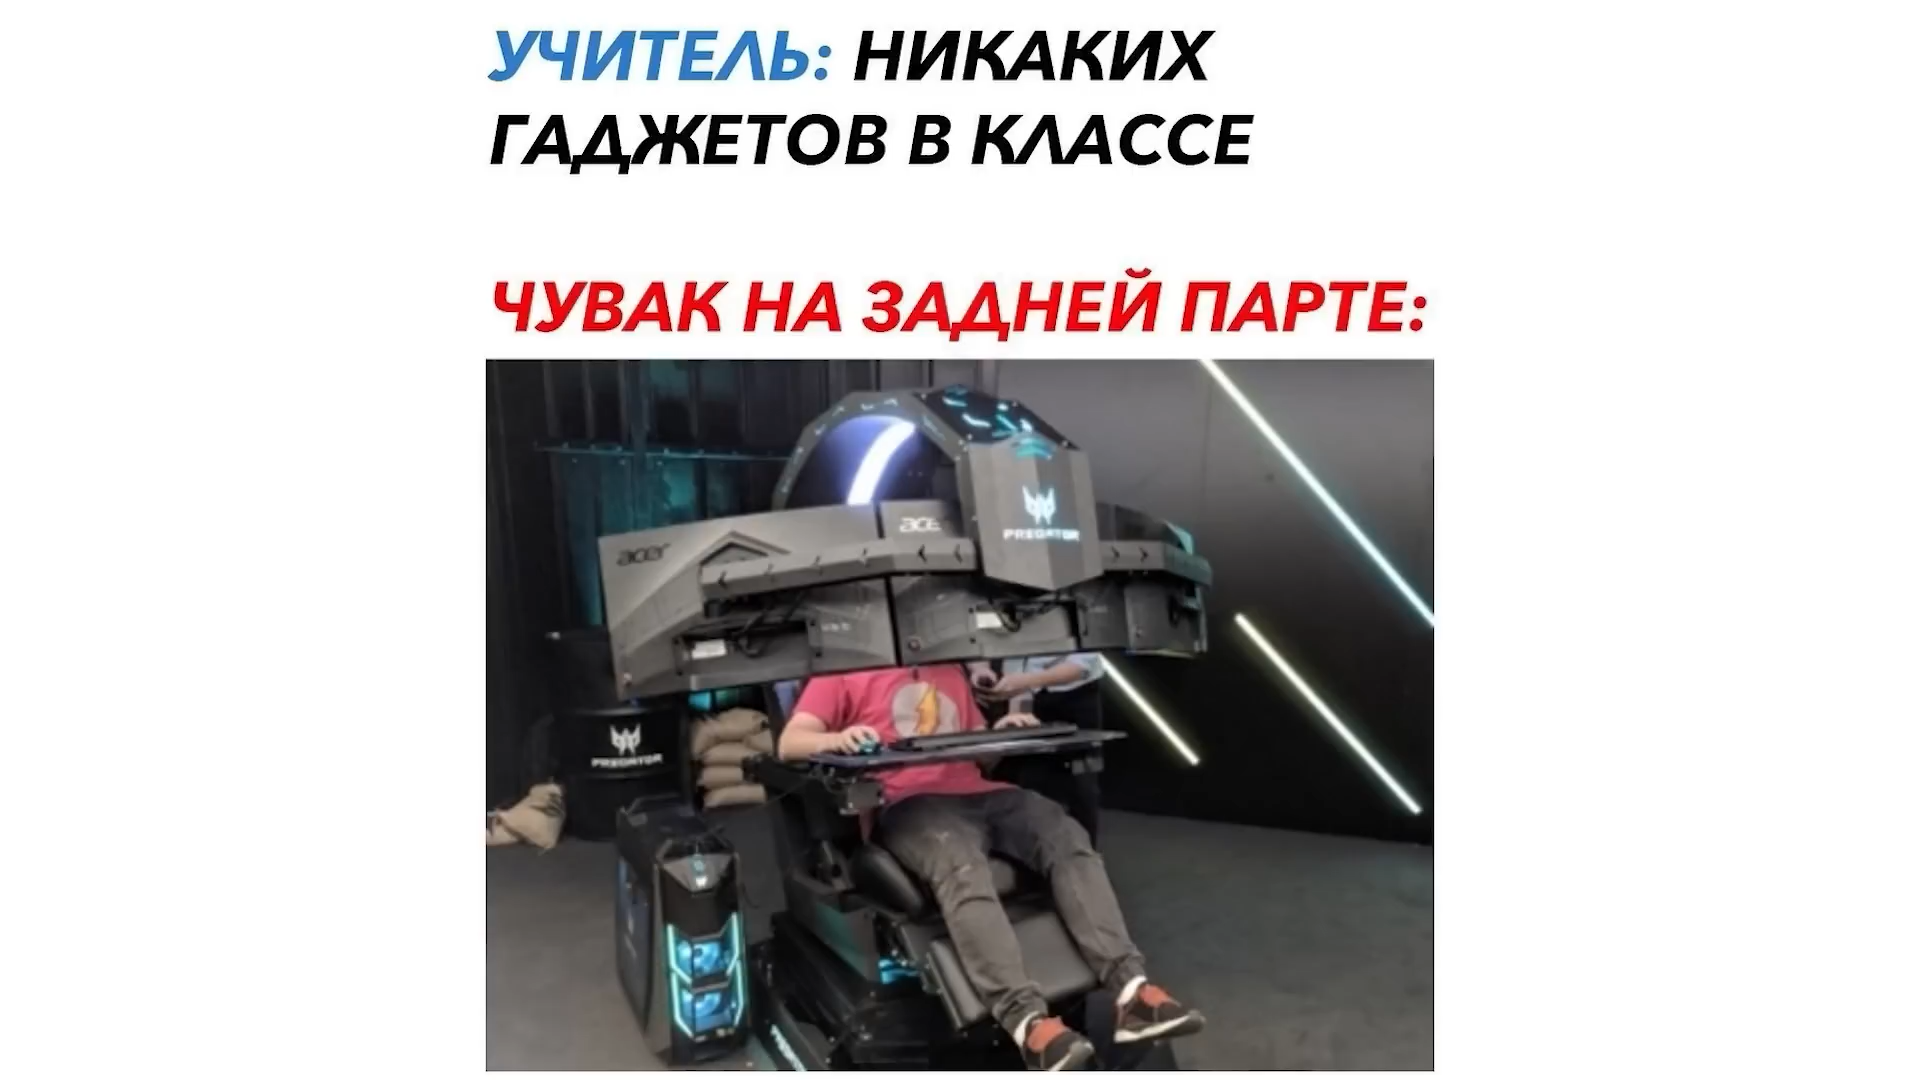 УЧИТЕЛЬ: НИКАКИХ
ГАДЖЕТОВ В КЛАССЕ
ЧУВАК НА ЗАДНЕЙ ПАРТЕ:
acer
acer
PREDATOR
PREDATOR